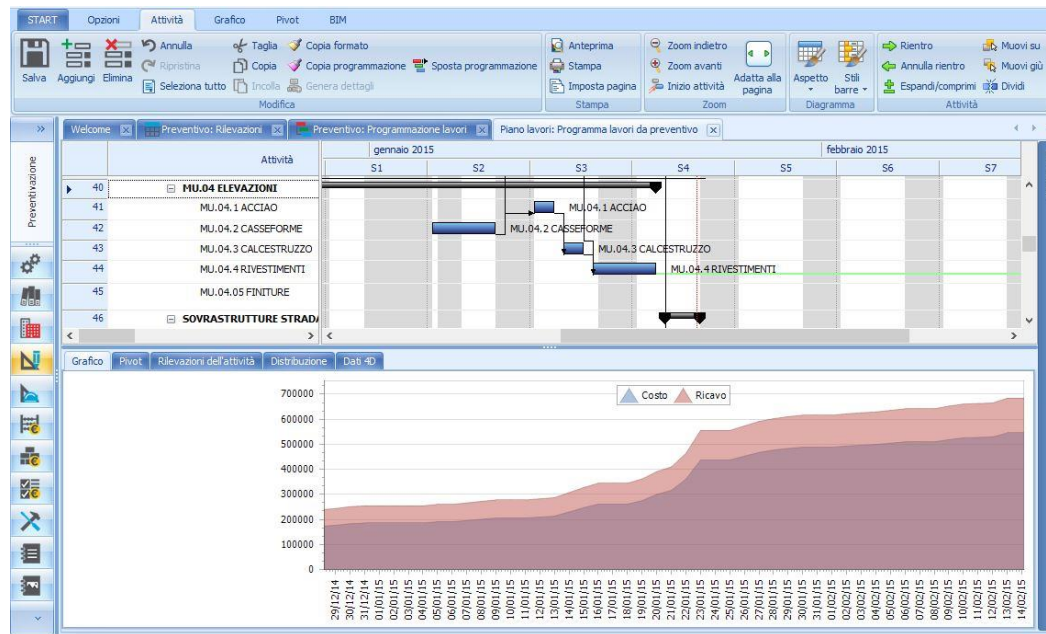 START Opzioni Attività Grafico Pivot BIM
Salva Aggiungi Elimina
Annulla Taglia Copia formato
Ripristina Copia Copia programmazione Sposta programmazione
Seleziona tutto Incolla Genera dettagli
Modifica
Anteprima
Stampa
Imposta pagina
Stampa
Zoom indietro
Zoom avanti
Inizio attività
Adatta alla
pagina
Zoom
Aspetto Stili
barre
Diagramma
Rientro Muovi su
Annulla rientro Muovi giù
Espandi/comprimi Dividi
Attività
Welcome Preventivo: Rilevazioni Preventivo: Programmazione lavori Piano lavori: Programma lavori da preventivo
Preventivazione
Attività
gennaio 2015 febbraio 2015
S1 S2 S3 S4 S5 S6 S7
40 MU.04 ELEVAZIONI
41 MU.04.1 ACCIAO MU.04.1 ACCIAO
42 MU.04.2 CASSEFORME MU.04.2 CASSEFORME
43 MU.04.3 CALCESTRUZZO MU.04.3 CALCESTRUZZO
44 MU.04.4 RIVESTIMENTI MU.04.4 RIVESTIMENTI
45 MU.04.05 FINITURE
46 SOVRASTRUTTURE STRADA
Grafico Pivot Rilevazioni dell'attività Distribuzione Dati 4D
Costo Ricavo
700000
600000
500000
400000
300000
200000
100000
0
29/12/14 30/12/14 31/12/14 01/01/15 02/01/15 03/01/15 04/01/15 05/01/15 06/01/15 07/01/15 08/01/15 09/01/15 10/01/15 11/01/15 12/01/15 13/01/15 14/01/15 15/01/15 16/01/15 17/01/15 18/01/15 19/01/15 20/01/15 21/01/15 22/01/15 23/01/15 24/01/15 25/01/15 26/01/15 27/01/15 28/01/15 29/01/15 30/01/15 31/01/15 01/02/15 02/02/15 03/02/15 04/02/15 05/02/15 06/02/15 07/02/15 08/02/15 09/02/15 10/02/15 11/02/15 12/02/15 13/02/15 14/02/15